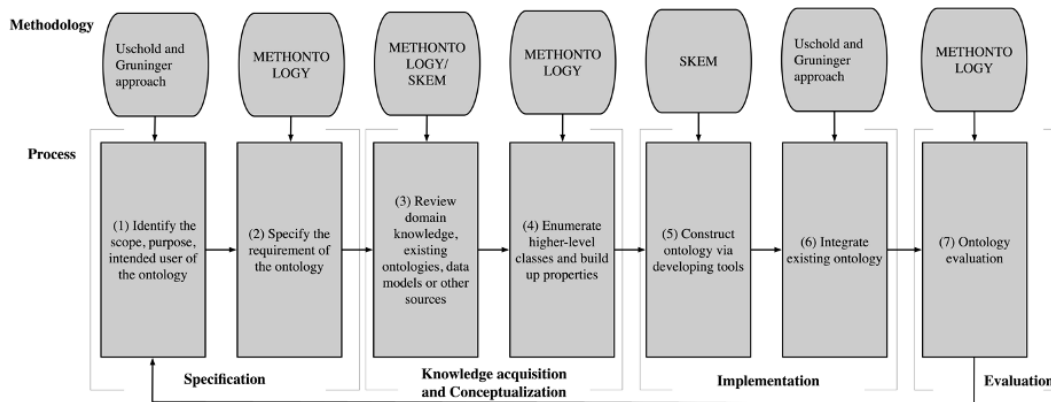 Methodology
Uschold and
Gruninger
approach
METHONTO
LOGY
METHONTO
LOGY/
SKEM
METHONTO
LOGY
SKEM
Uschold and
Gruninger
approach
METHONTO
LOGY
Process
(1) Identify the
scope, purpose,
intended user
of the ontology
(2) Specify the
requirement of
the ontology
(3) Review
domain
knowledge,
existing
ontologies, data
models or other
sources
(4) Enumerate
higher-level
classes and build
up properties
(5) Construct
ontology via
developing tools
(6) Integrate
existing ontology
(7) Ontology
evaluation
Specification
Knowledge acquisition
and Conceptualization
Implementation
Evaluation